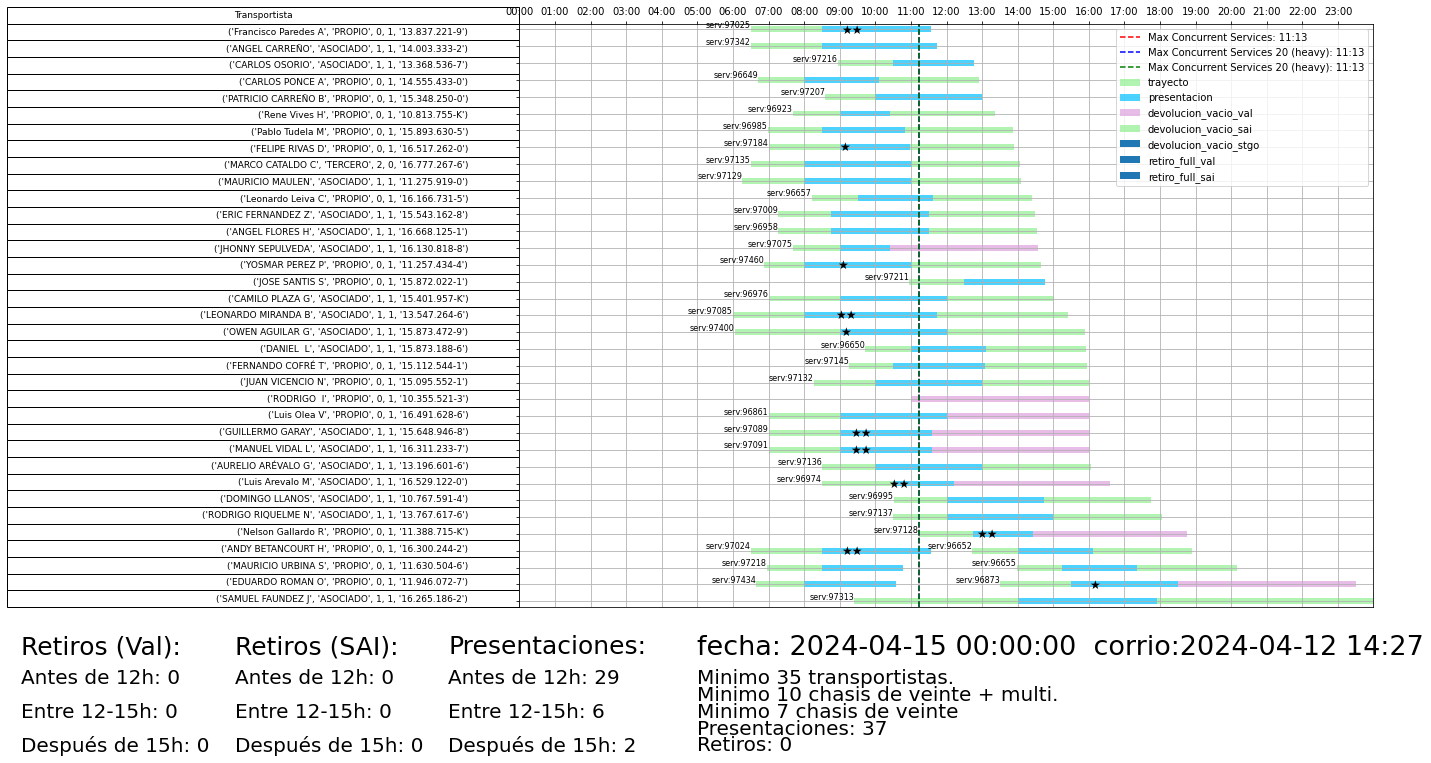 Transportista
00:00 01:00 02:00 03:00 04:00 05:00 06:00 07:00 08:00 09:00 10:00 11:00 12:00 13:00 14:00 15:00 16:00 17:00 18:00 19:00 20:00 21:00 22:00 23:00
('Francisco Paredes A', 'PROPIO', 0, 1, '13.837.221-9') serv:97025
('ANGEL CARREÑO', 'ASOCIADO', 1, 1, '14.003.333-2') serv:97342
('CARLOS OSORIO', 'ASOCIADO', 1, 1, '13.368.536-7') serv:97216
('CARLOS PONCE A', 'PROPIO', 0, 1, '14.555.433-0') serv:96649
('PATRICIO CARREÑO B', 'PROPIO', 0, 1, '15.348.250-0') serv:97207
('Rene Vives H', 'PROPIO', 0, 1, '10.813.755-K') serv:96923
('Pablo Tudela M', 'PROPIO', 0, 1, '15.893.630-5') serv:96985
('FELIPE RIVAS D', 'PROPIO', 0, 1, '16.517.262-0') serv:97184
('MARCO CATALDO C', 'TERCERO', 2, 0, '16.777.267-6') serv:97135
('MAURICIO MAULEN', 'ASOCIADO', 1, 1, '11.275.919-0') serv:97129
('Leonardo Leiva C', 'PROPIO', 0, 1, '16.166.731-5') serv:96657
('ERIC FERNANDEZ Z', 'ASOCIADO', 1, 1, '15.543.162-8') serv:97009
('ANGEL FLORES H', 'ASOCIADO', 1, 1, '16.668.125-1') serv:96958
('JHONNY SEPULVEDA', 'ASOCIADO', 1, 1, '16.130.818-8') serv:97075
('YOSMAR PEREZ P', 'PROPIO', 0, 1, '11.257.434-4') serv:97460
('JOSE SANTIS S', 'PROPIO', 0, 1, '15.872.022-1') serv:97211
('CAMILO PLAZA G', 'ASOCIADO', 1, 1, '15.401.957-K') serv:96976
('LEONARDO MIRANDA B', 'ASOCIADO', 1, 1, '13.547.264-6') serv:97085
('OWEN AGUILAR G', 'ASOCIADO', 1, 1, '15.873.472-9') serv:97400
('DANIEL  L', 'ASOCIADO', 1, 1, '15.873.188-6') serv:96650
('FERNANDO COFRÉ T', 'PROPIO', 0, 1, '15.112.544-1') serv:97145
('JUAN VICENCIO N', 'PROPIO', 0, 1, '15.095.552-1') serv:97132
('RODRIGO  I', 'PROPIO', 0, 1, '10.355.521-3')
('Luis Olea V', 'PROPIO', 0, 1, '16.491.628-6') serv:96861
('GUILLERMO GARAY', 'ASOCIADO', 1, 1, '15.648.946-8') serv:97089
('MANUEL VIDAL L', 'ASOCIADO', 1, 1, '16.311.233-7') serv:97091
('AURELIO ARÉVALO G', 'ASOCIADO', 1, 1, '13.196.601-6') serv:97136
('Luis Arevalo M', 'ASOCIADO', 1, 1, '16.529.122-0') serv:96974
('DOMINGO LLANOS', 'ASOCIADO', 1, 1, '10.767.591-4') serv:96995
('RODRIGO RIQUELME N', 'ASOCIADO', 1, 1, '13.767.617-6') serv:97137
('Nelson Gallardo R', 'PROPIO', 0, 1, '11.388.715-K') serv:97128
('ANDY BETANCOURT H', 'PROPIO', 0, 1, '16.300.244-2') serv:97024 serv:96652
('MAURICIO URBINA S', 'PROPIO', 0, 1, '11.630.504-6') serv:97218 serv:96655
('EDUARDO ROMAN O', 'PROPIO', 0, 1, '11.946.072-7') serv:97434 serv:96873
('SAMUEL FAUNDEZ J', 'ASOCIADO', 1, 1, '16.265.186-2') serv:97313
Max Concurrent Services: 11:13
Max Concurrent Services 20 (heavy): 11:13
Max Concurrent Services 20 (heavy): 11:13
trayecto
presentacion
devolucion_vacio_val
devolucion_vacio_sai
devolucion_vacio_stgo
retiro_full_val
retiro_full_sai
Retiros (Val):
Antes de 12h: 0
Entre 12-15h: 0
Después de 15h: 0
Retiros (SAI):
Antes de 12h: 0
Entre 12-15h: 0
Después de 15h: 0
Presentaciones:
Antes de 12h: 29
Entre 12-15h: 6
Después de 15h: 2
fecha: 2024-04-15 00:00:00  corrio:2024-04-12 14:27
Minimo 35 transportistas.
Minimo 10 chasis de veinte + multi.
Minimo 7 chasis de veinte
Presentaciones: 37
Retiros: 0